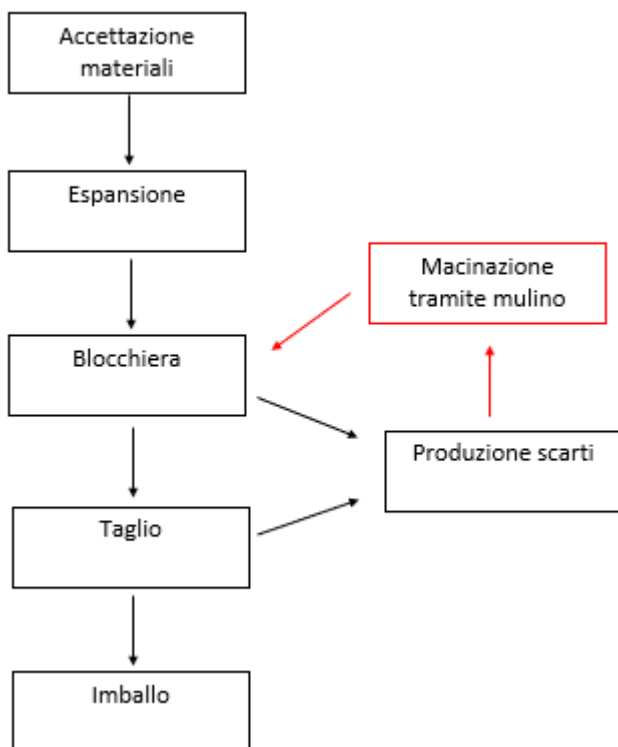 Accettazione
materiali
Espansione
Macinazione
tramite mulino
Blocchiera
Produzione scarti
Taglio
Imballo